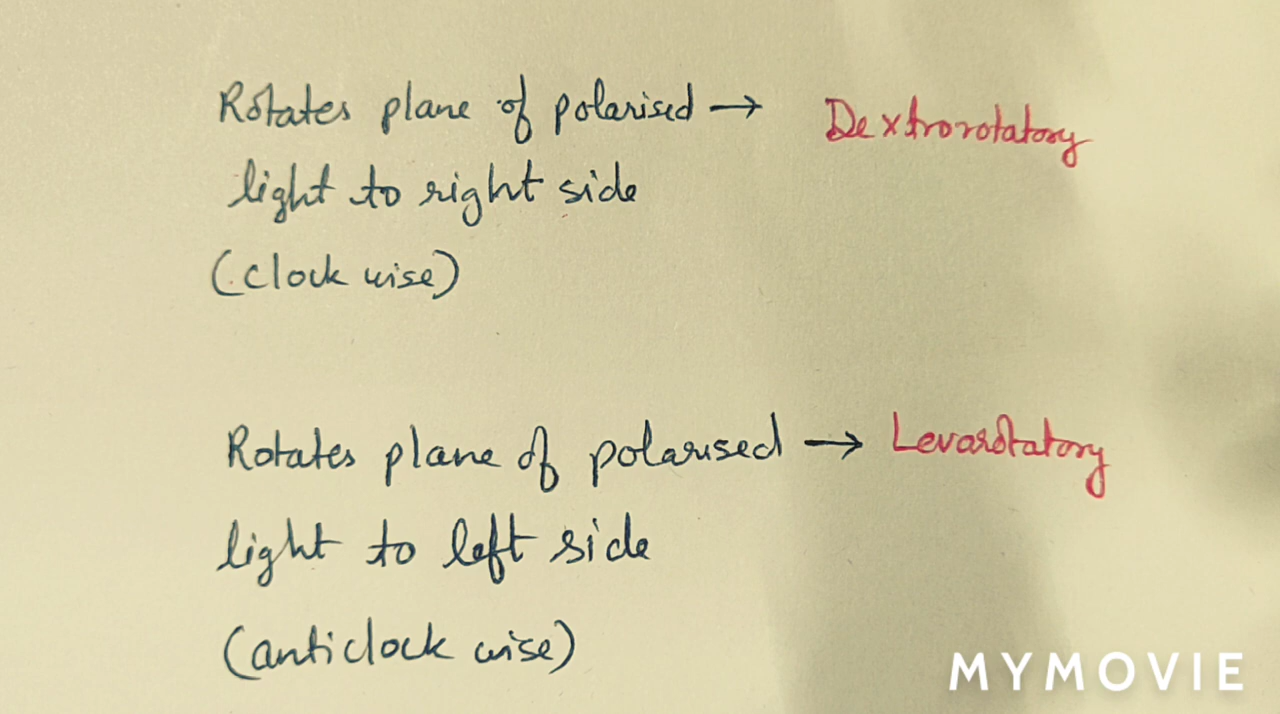 Rotates plane of polarised → Dextrorotatory
light to right side
(clock wise)
Rotates plane of polarised → Levarotatory
light to left side
(anticlock wise)
MYMOVIE